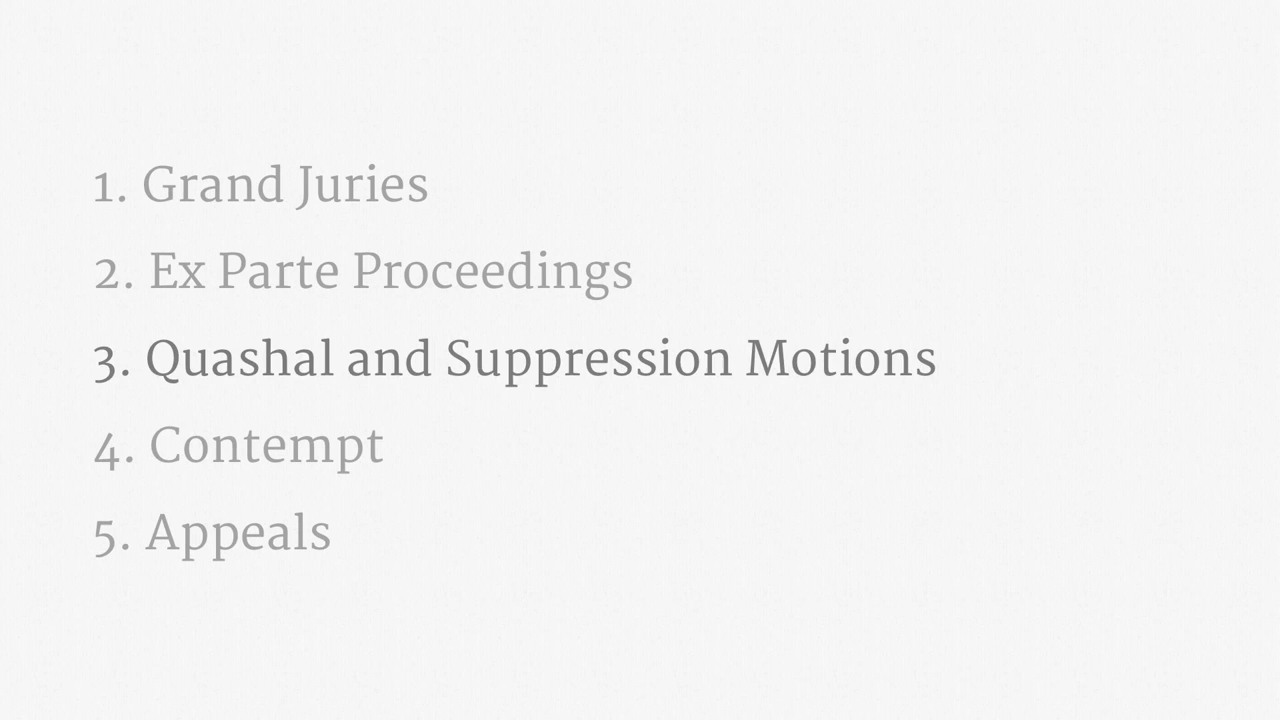 1. Grand Juries
2. Ex Parte Proceedings
3. Quashal and Suppression Motions
4. Contempt
5. Appeals